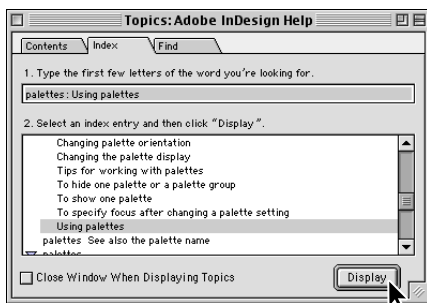 Topics: Adobe InDesign Help
Contents Index Find
1. Type the first few letters of the word you're looking for.
palettes: Using palettes
2. Select an index entry and then click "Display".
Changing palette orientation
Changing the palette display
Tips for working with palettes
To hide one palette or a palette group
To show one palette
To specify focus after changing a palette setting
Using palettes
palettes See also the palette name
palettes
Close Window When Displaying Topics
Display